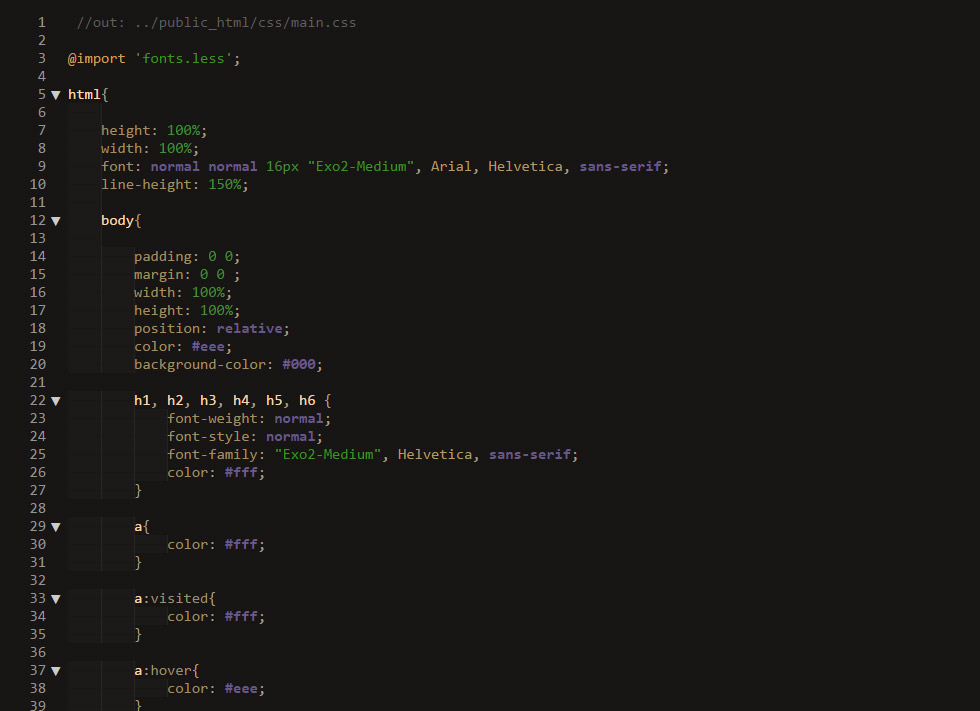 1 //out: ../public_html/css/main.css
2
3 @import 'fonts.less';
4
5 ▼ html{
6
7 height: 100%;
8 width: 100%;
9 font: normal normal 16px "Exo2-Medium", Arial, Helvetica, sans-serif;
10 line-height: 150%;
11
12 ▼ body{
13
14 padding: 0 0;
15 margin: 0 0 ;
16 width: 100%;
17 height: 100%;
18 position: relative;
19 color: #eee;
20 background-color: #000;
21
22 ▼ h1, h2, h3, h4, h5, h6 {
23 font-weight: normal;
24 font-style: normal;
25 font-family: "Exo2-Medium", Helvetica, sans-serif;
26 color: #fff;
27 }
28
29 ▼ a{
30 color: #fff;
31 }
32
33 ▼ a:visited{
34 color: #fff;
35 }
36
37 ▼ a:hover{
38 color: #eee;
39 }